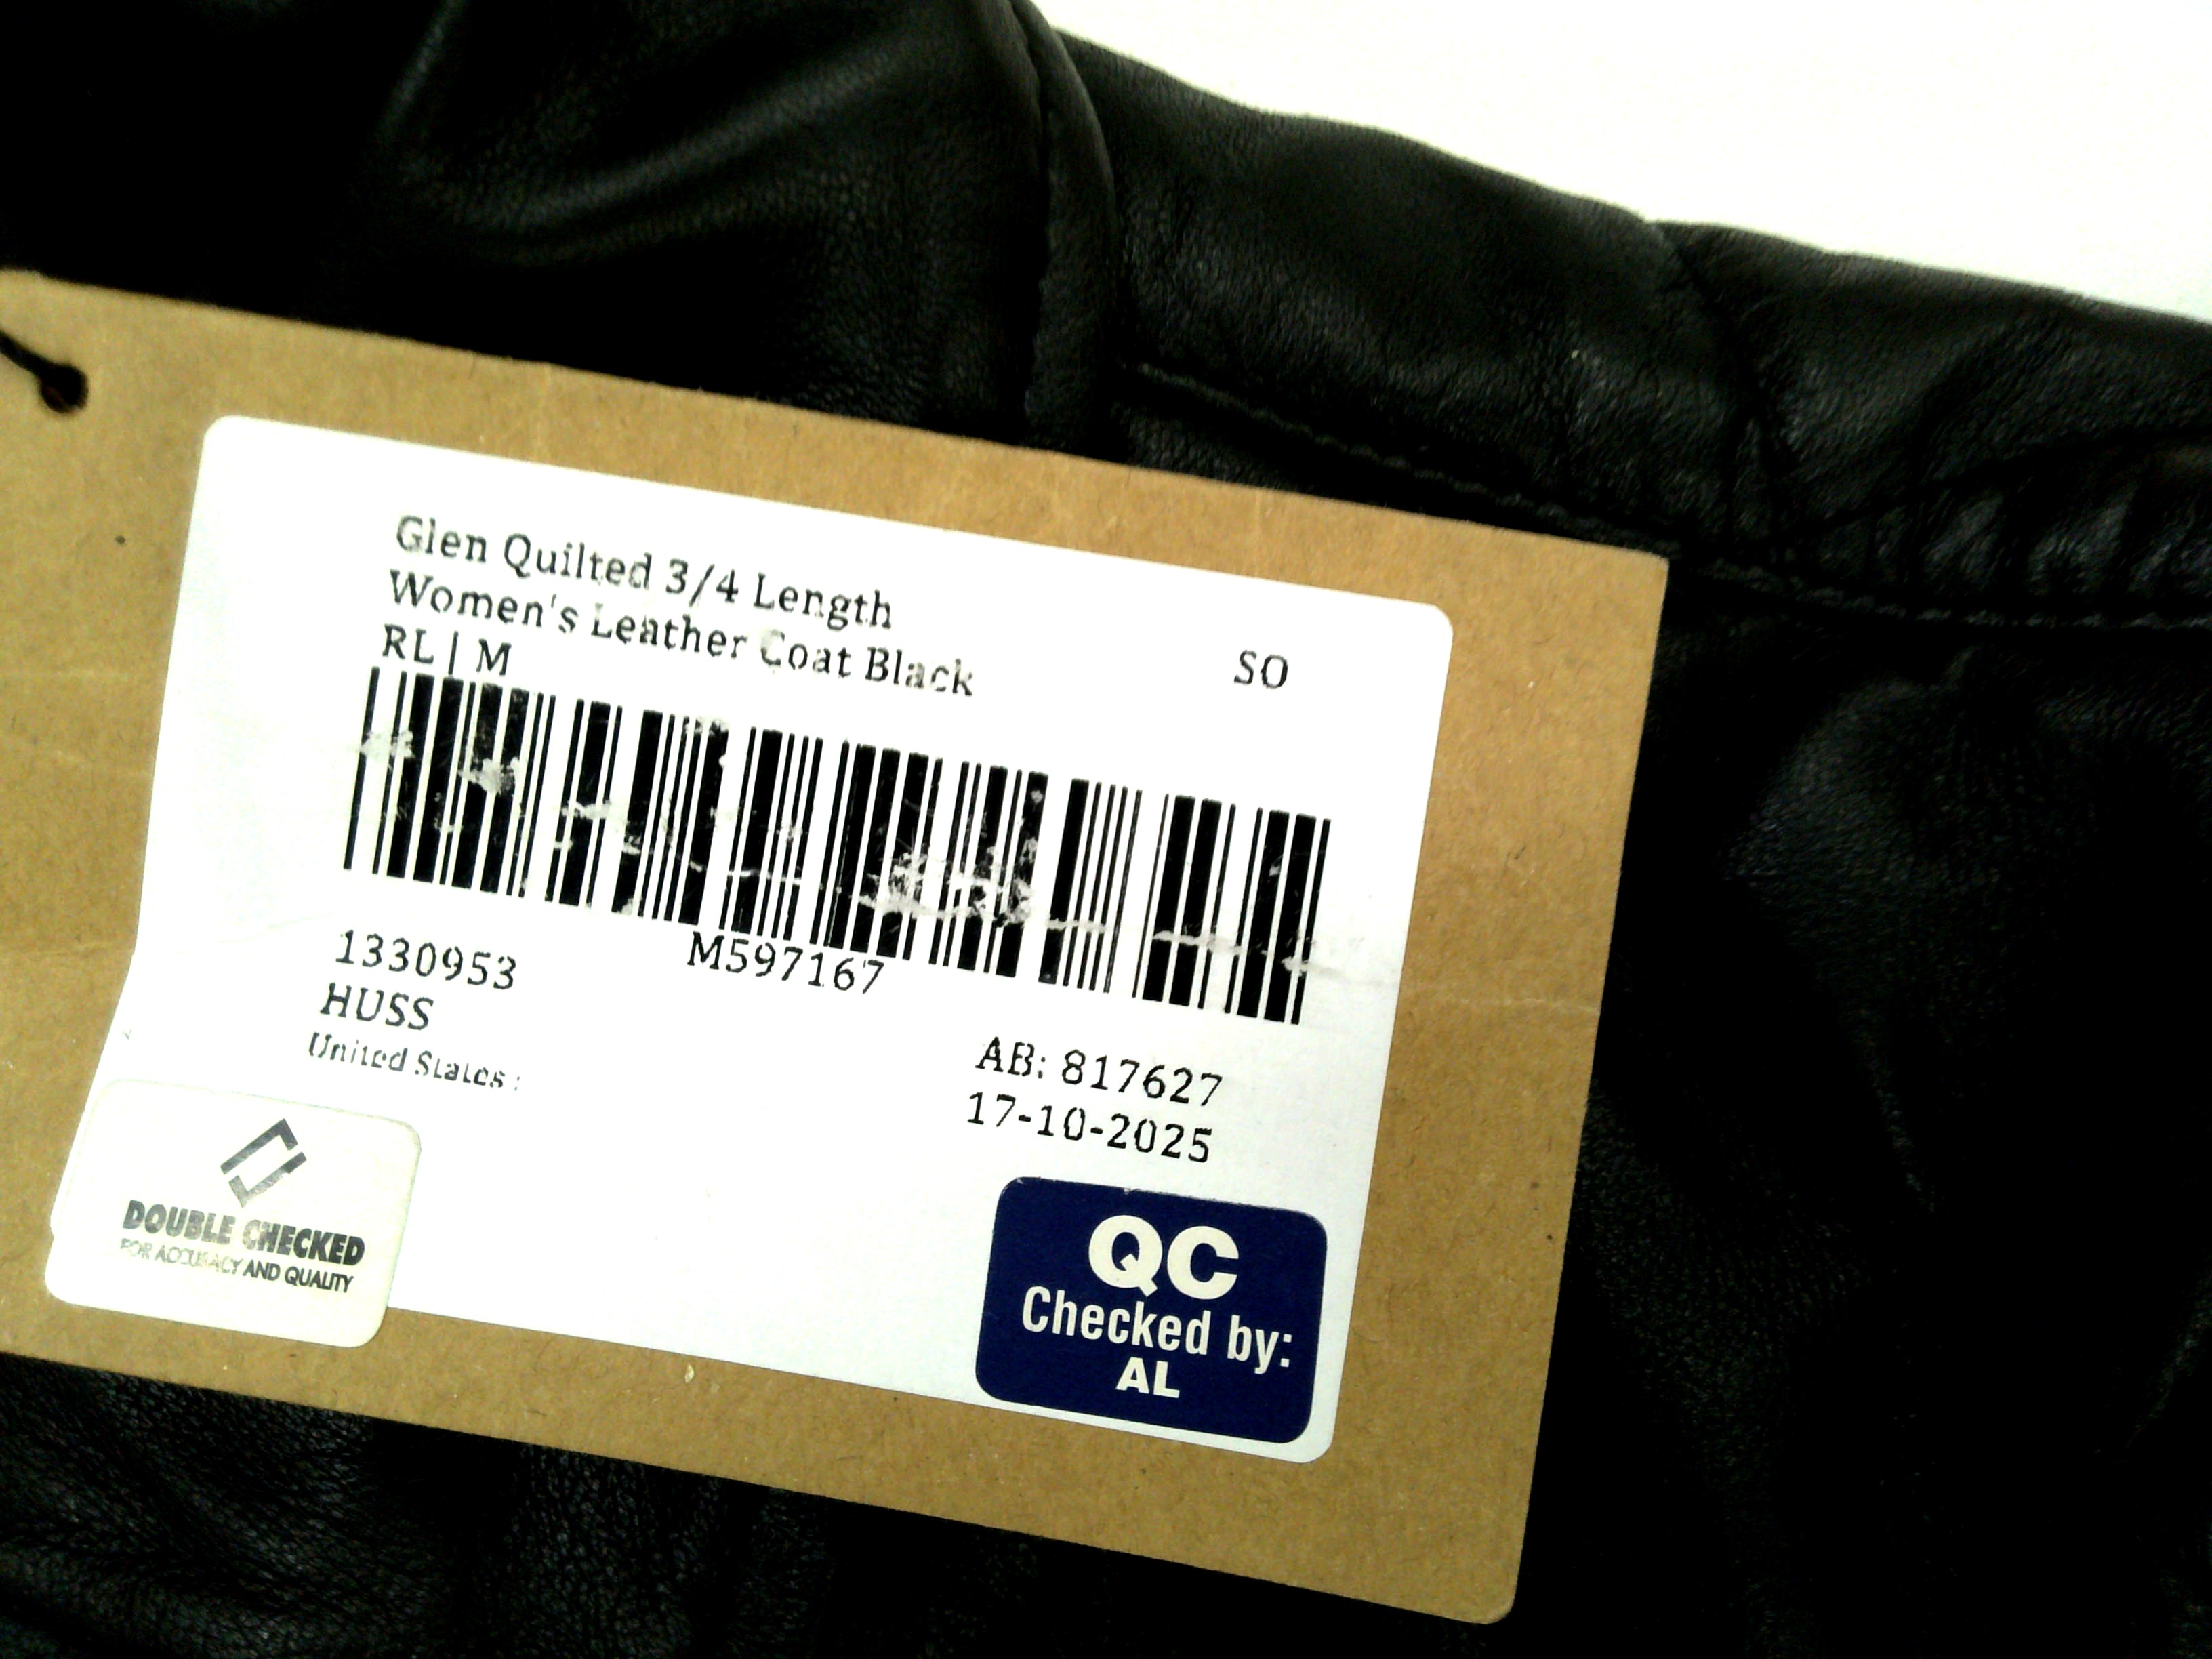 Glen Quilted 3/4 Length
Women's Leather Coat Black
RL | M
SO
M597167
1330953
HUSS
United States :
AB: 817627
17-10-2025
DOUBLE CHECKED
FOR ACCURACY AND QUALITY
QC
Checked by:
AL